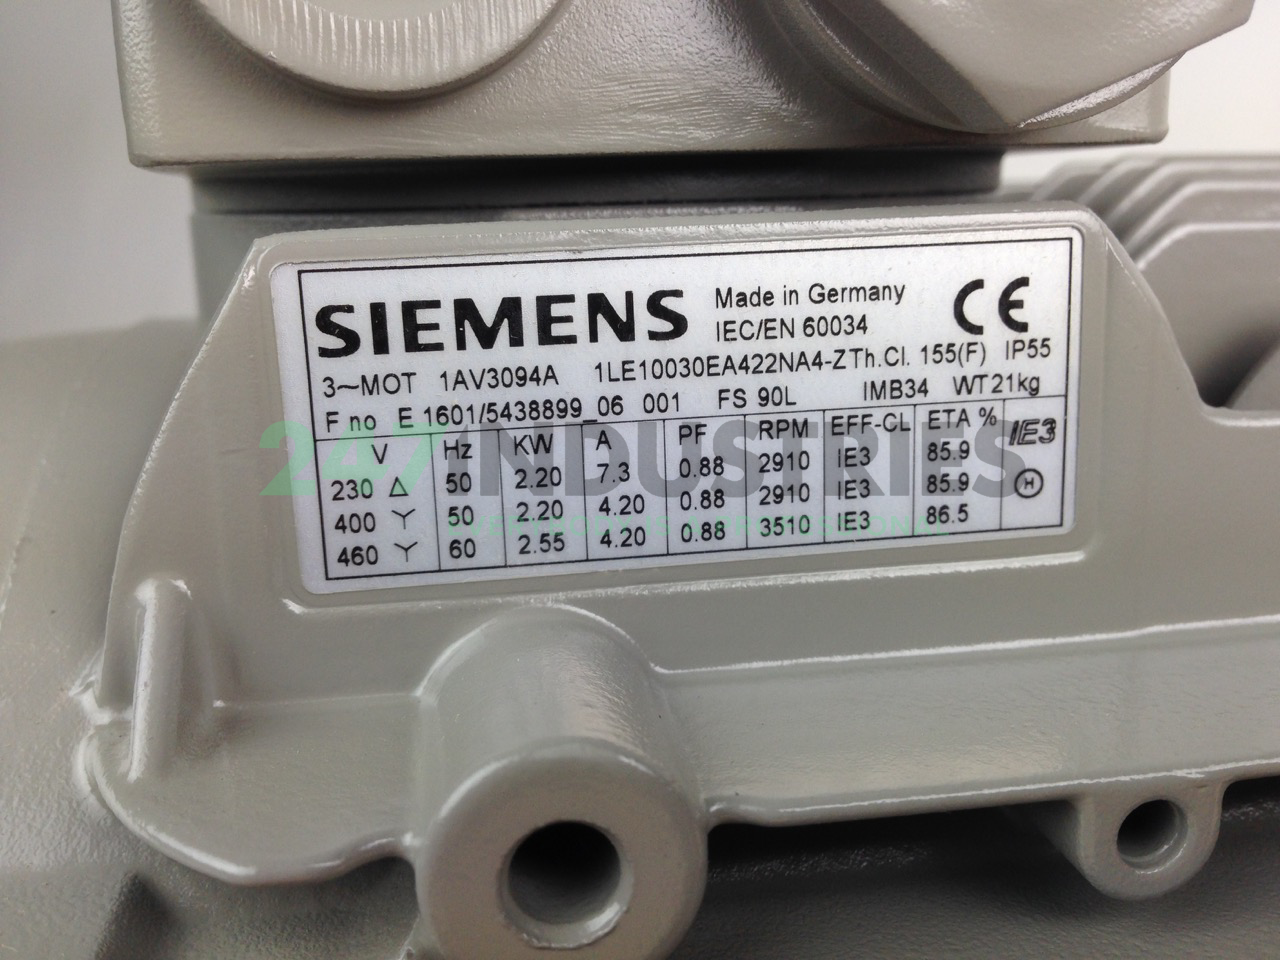 SIEMENS Made in Germany CE
IEC/EN 60034
3~MOT 1AV3094A 1LE10030EA422NA4-Z Th.Cl. 155(F) IP55
F no E 1601/5438899_06 001 FS 90L IMB34 WT 21kg
V Hz KW A PF RPM EFF-CL ETA % IE3
230 △ 50 2.20 7.3 0.88 2910 IE3 85.9
400 Y 50 2.20 4.20 0.88 2910 IE3 85.9 H
460 Y 60 2.55 4.20 0.88 3510 IE3 86.5
247 INDUSTRIES